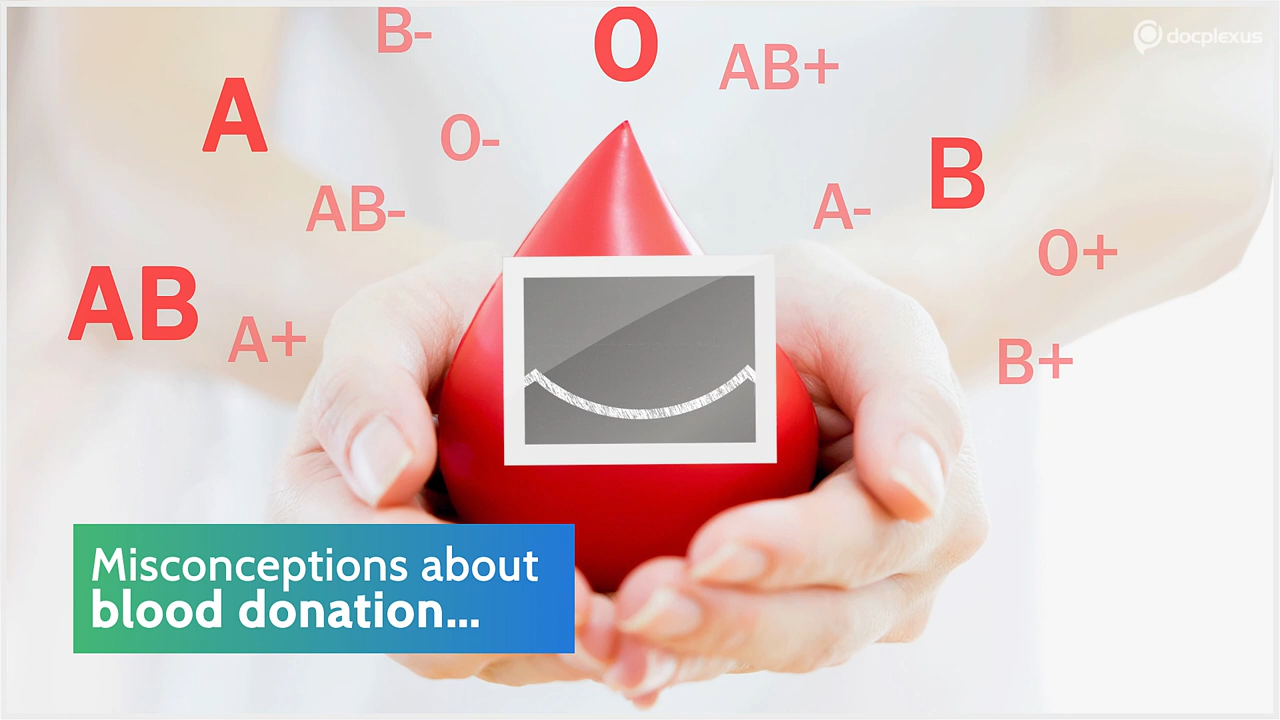 B-
O
AB+
docplexus
A
O-
B
AB-
A-
O+
AB
A+
B+
Misconceptions about
blood donation...